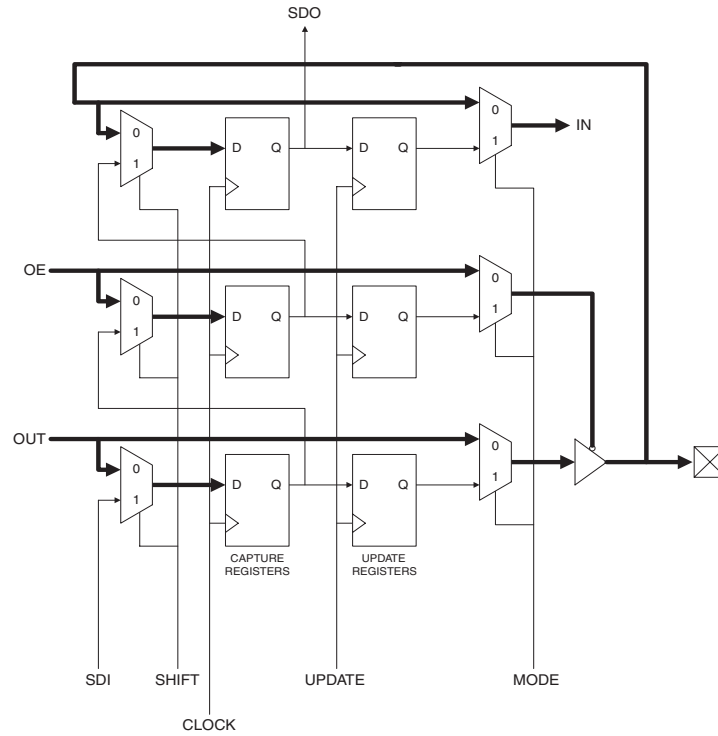 SDO
0
1
D Q
D Q
0
1
IN
OE
0
1
D Q
D Q
0
1
OUT
0
1
D Q
D Q
0
1
CAPTURE
REGISTERS
UPDATE
REGISTERS
SDI
SHIFT
UPDATE
MODE
CLOCK